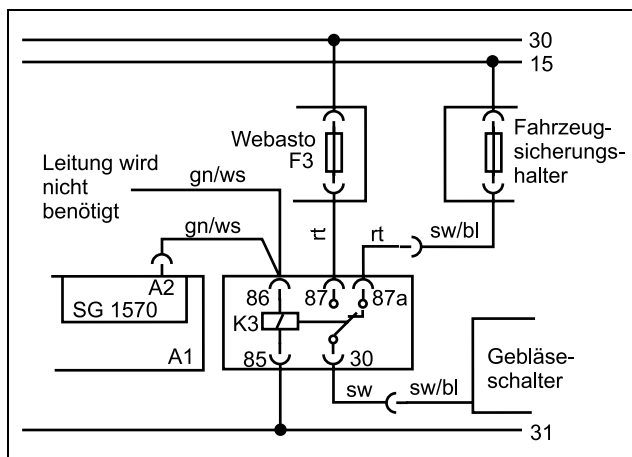 30
15
Webasto
F3
Fahrzeug-
sicherungs-
halter
Leitung wird
nicht
benötigt
gn/ws
gn/ws
rt
rt
sw/bl
A2
SG 1570
A1
86
87
87a
K3
85
30
Gebläse-
schalter
sw
sw/bl
31